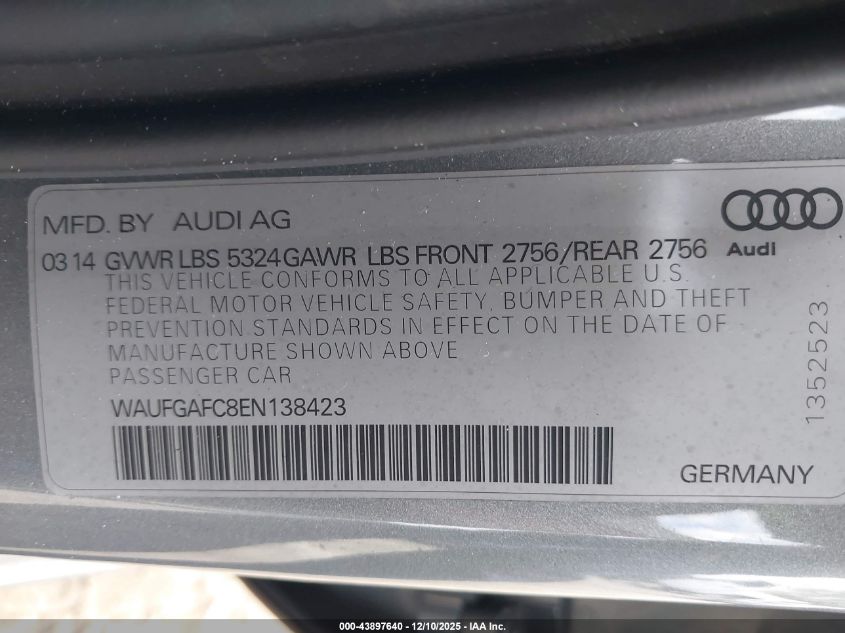 MFD. BY AUDI AG
03 14 GVWR LBS 5324 GAWR LBS FRONT 2756/REAR 2756
Audi
THIS VEHICLE CONFORMS TO ALL APPLICABLE U.S.
FEDERAL MOTOR VEHICLE SAFETY, BUMPER AND THEFT
PREVENTION STANDARDS IN EFFECT ON THE DATE OF
MANUFACTURE SHOWN ABOVE
PASSENGER CAR
WAUFGAFC8EN138423
1352523
GERMANY
000-43897640 - 12/10/2025 - IAA Inc.